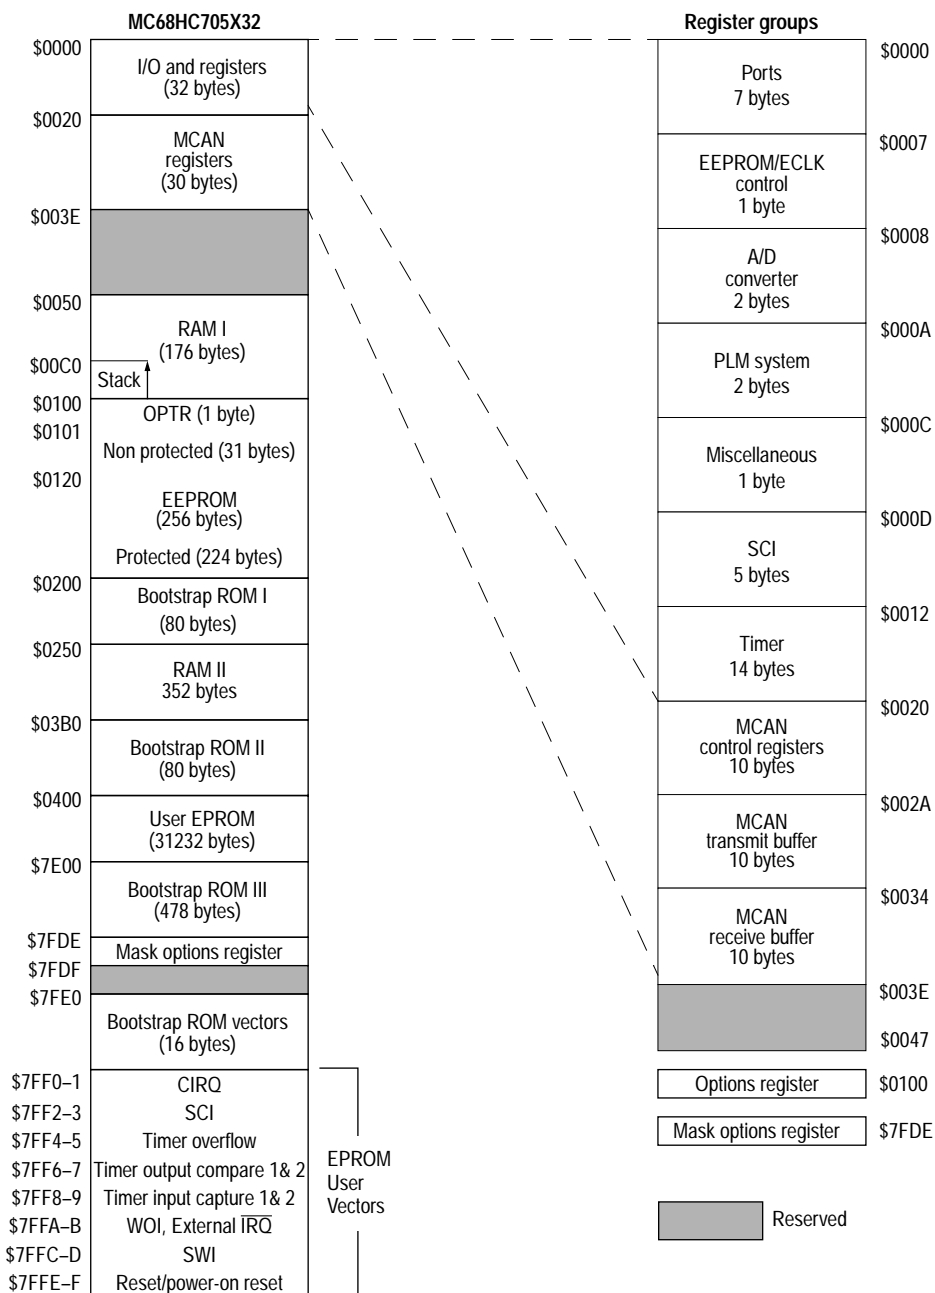 MC68HC705X32
$0000
I/O and registers
(32 bytes)
$0020
MCAN
registers
(30 bytes)
$003E
$0050
RAM I
(176 bytes)
$00C0
Stack
$0100
OPTR (1 byte)
$0101
Non protected (31 bytes)
$0120
EEPROM
(256 bytes)
Protected (224 bytes)
$0200
Bootstrap ROM I
(80 bytes)
$0250
RAM II
352 bytes
$03B0
Bootstrap ROM II
(80 bytes)
$0400
User EPROM
(31232 bytes)
$7E00
Bootstrap ROM III
(478 bytes)
$7FDE
Mask options register
$7FDF
$7FE0
Bootstrap ROM vectors
(16 bytes)
$7FF0–1 CIRQ
$7FF2–3 SCI
$7FF4–5 Timer overflow
$7FF6–7 Timer output compare 1& 2
$7FF8–9 Timer input capture 1& 2
$7FFA–B WOI, External IRQ
$7FFC–D SWI
$7FFE–F Reset/power-on reset
EPROM
User
Vectors
Register groups
$0000
Ports
7 bytes
$0007
EEPROM/ECLK
control
1 byte
$0008
A/D
converter
2 bytes
$000A
PLM system
2 bytes
$000C
Miscellaneous
1 byte
$000D
SCI
5 bytes
$0012
Timer
14 bytes
$0020
MCAN
control registers
10 bytes
$002A
MCAN
transmit buffer
10 bytes
$0034
MCAN
receive buffer
10 bytes
$003E
$0047
Options register $0100
Mask options register $7FDE
Reserved